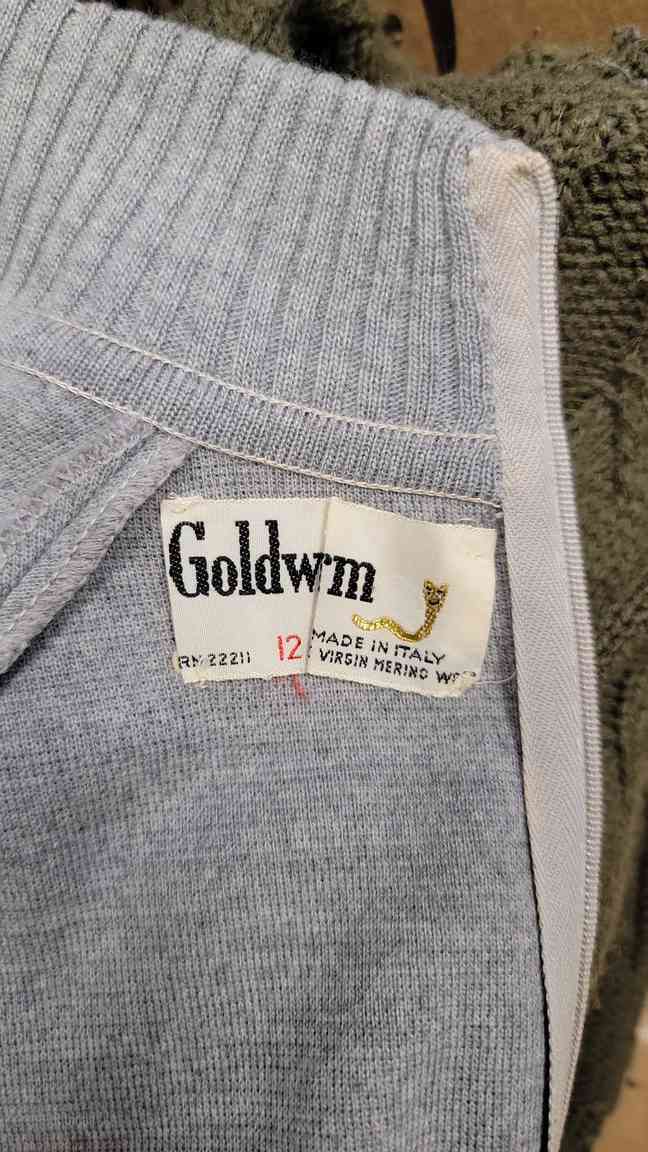 Goldwrm
RN 22211 12
MADE IN ITALY
VIRGIN MERINO